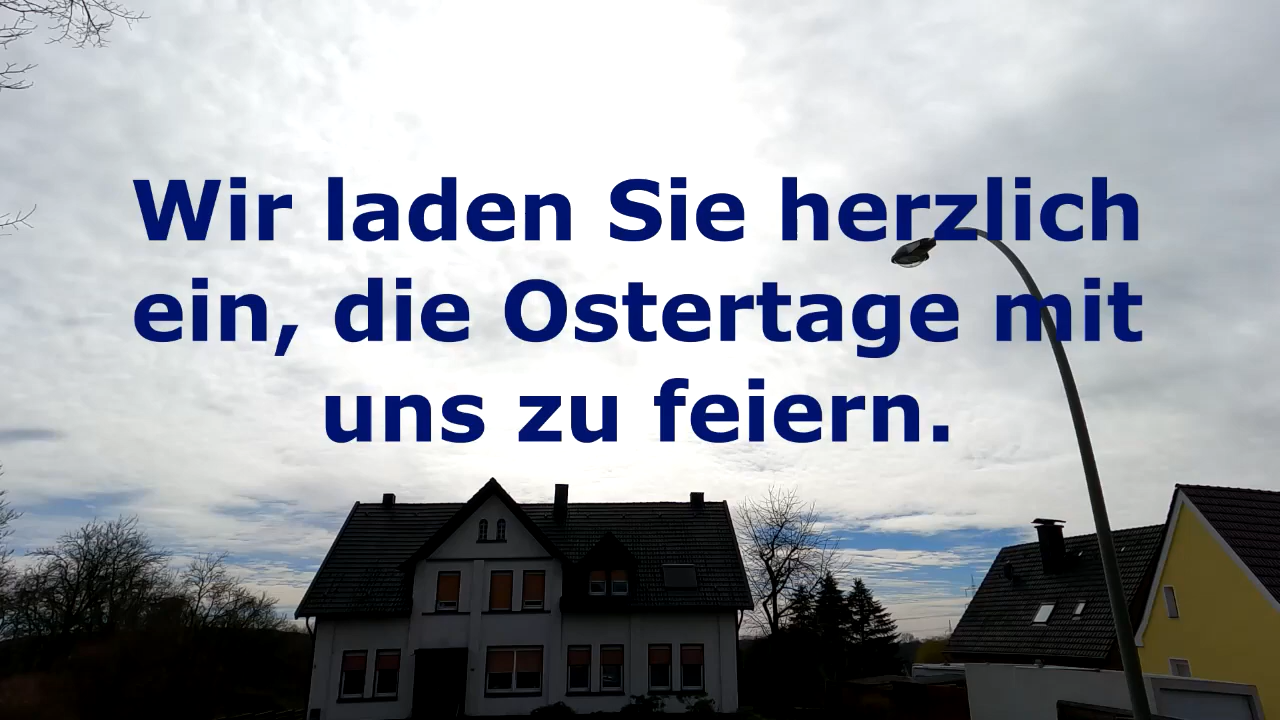 Wir laden Sie herzlich
ein, die Ostertage mit
uns zu feiern.